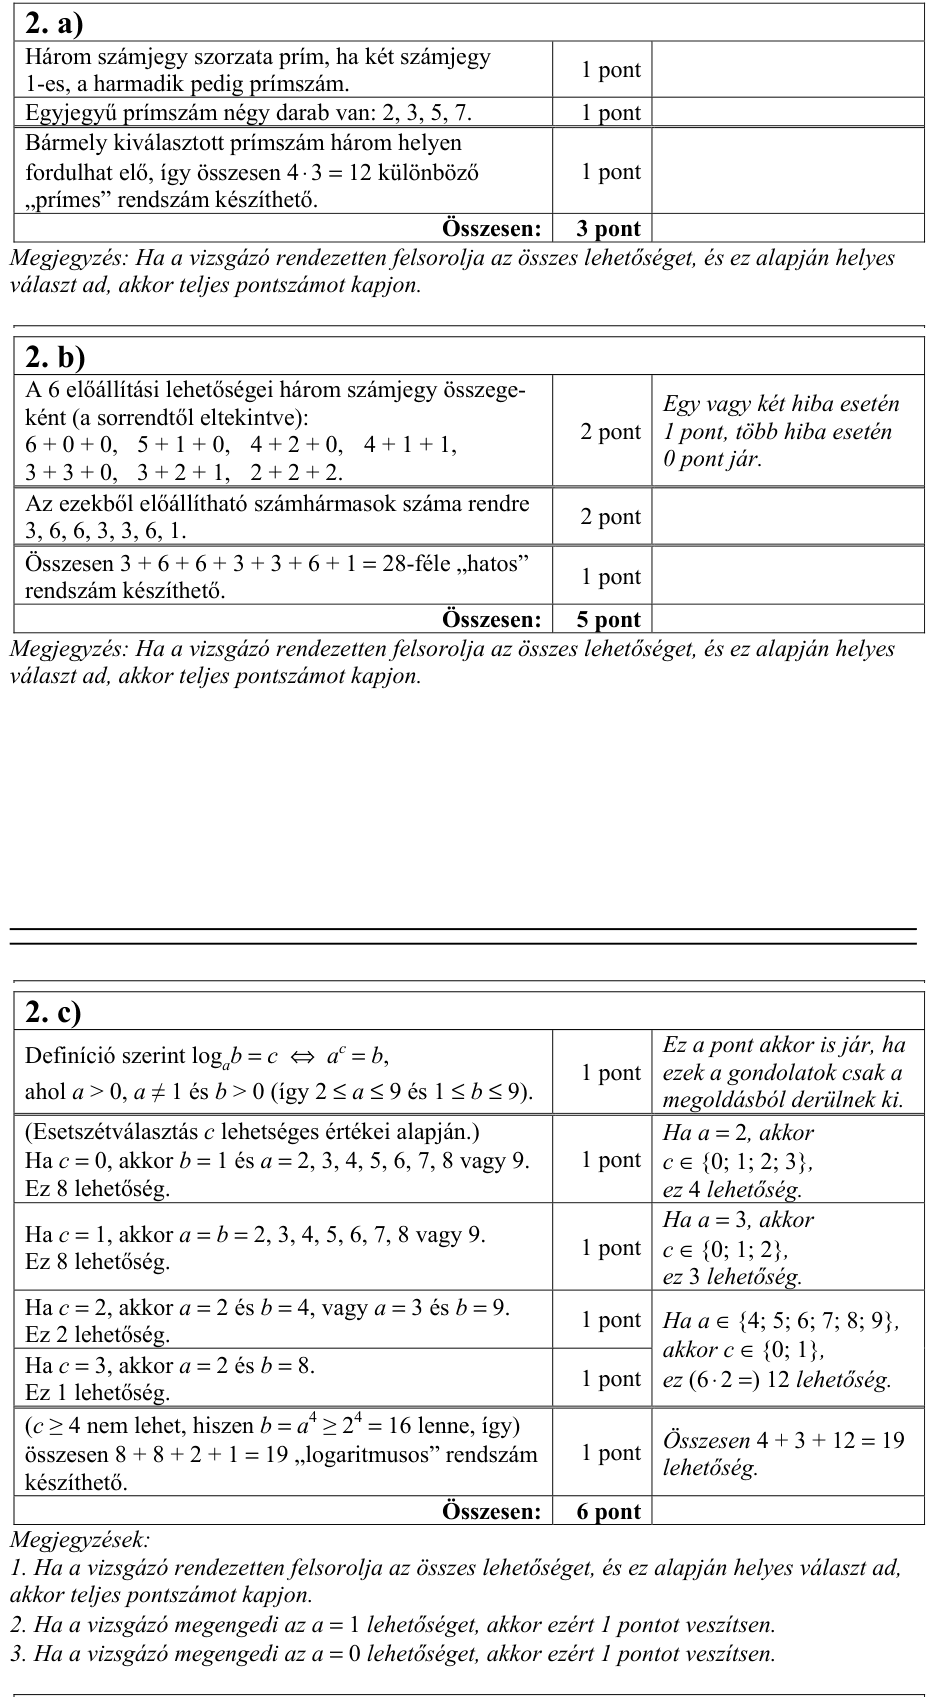 2. a)
Három számjegy szorzata prím, ha két számjegy
1-es, a harmadik pedig prímszám.
1 pont
Egyjegyű prímszám négy darab van: 2, 3, 5, 7.
1 pont
Bármely kiválasztott prímszám három helyen
fordulhat elő, így összesen 4 · 3 = 12 különböző
„prímes” rendszám készíthető.
1 pont
Összesen:
3 pont
Megjegyzés: Ha a vizsgázó rendezetten felsorolja az összes lehetőséget, és ez alapján helyes
választ ad, akkor teljes pontszámot kapjon.
2. b)
A 6 előállítási lehetőségei három számjegy összege-
ként (a sorrendtől eltekintve):
6 + 0 + 0, 5 + 1 + 0, 4 + 2 + 0, 4 + 1 + 1,
3 + 3 + 0, 3 + 2 + 1, 2 + 2 + 2.
2 pont
Egy vagy két hiba esetén
1 pont, több hiba esetén
0 pont jár.
Az ezekből előállítható számhármasok száma rendre
3, 6, 6, 3, 3, 6, 1.
2 pont
Összesen 3 + 6 + 6 + 3 + 3 + 6 + 1 = 28-féle „hatos”
rendszám készíthető.
1 pont
Összesen:
5 pont
Megjegyzés: Ha a vizsgázó rendezetten felsorolja az összes lehetőséget, és ez alapján helyes
választ ad, akkor teljes pontszámot kapjon.
2. c)
Definíció szerint logₐb = c ⇔ aᶜ = b,
ahol a > 0, a ≠ 1 és b > 0 (így 2 ≤ a ≤ 9 és 1 ≤ b ≤ 9).
1 pont
Ez a pont akkor is jár, ha
ezek a gondolatok csak a
megoldásból derülnek ki.
(Esetszétválasztás c lehetséges értékei alapján.)
Ha c = 0, akkor b = 1 és a = 2, 3, 4, 5, 6, 7, 8 vagy 9.
Ez 8 lehetőség.
1 pont
Ha a = 2, akkor
c ∈ {0; 1; 2; 3},
ez 4 lehetőség.
Ha c = 1, akkor a = b = 2, 3, 4, 5, 6, 7, 8 vagy 9.
Ez 8 lehetőség.
1 pont
Ha a = 3, akkor
c ∈ {0; 1; 2},
ez 3 lehetőség.
Ha c = 2, akkor a = 2 és b = 4, vagy a = 3 és b = 9.
Ez 2 lehetőség.
1 pont
Ha a ∈ {4; 5; 6; 7; 8; 9},
akkor c ∈ {0; 1},
ez (6 · 2 =) 12 lehetőség.
Ha c = 3, akkor a = 2 és b = 8.
Ez 1 lehetőség.
1 pont
(c ≥ 4 nem lehet, hiszen b = a⁴ ≥ 2⁴ = 16 lenne, így)
összesen 8 + 8 + 2 + 1 = 19 „logaritmusos” rendszám
készíthető.
1 pont
Összesen 4 + 3 + 12 = 19
lehetőség.
Összesen:
6 pont
Megjegyzések:
1. Ha a vizsgázó rendezetten felsorolja az összes lehetőséget, és ez alapján helyes választ ad,
akkor teljes pontszámot kapjon.
2. Ha a vizsgázó megengedi az a = 1 lehetőséget, akkor ezért 1 pontot veszítsen.
3. Ha a vizsgázó megengedi az a = 0 lehetőséget, akkor ezért 1 pontot veszítsen.